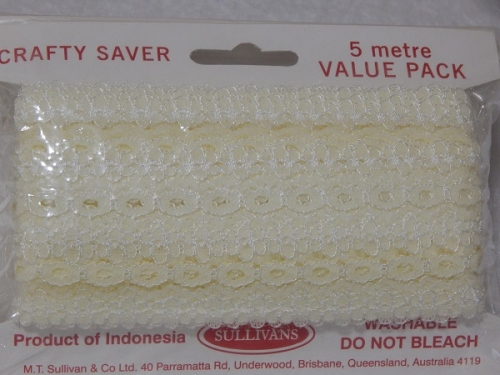 CRAFTY SAVER
5 metre
VALUE PACK
WASHABLE
Product of Indonesia
SULLIVANS
DO NOT BLEACH
M.T. Sullivan & Co Ltd. 40 Parramatta Rd, Underwood, Brisbane, Queensland, Australia 4119